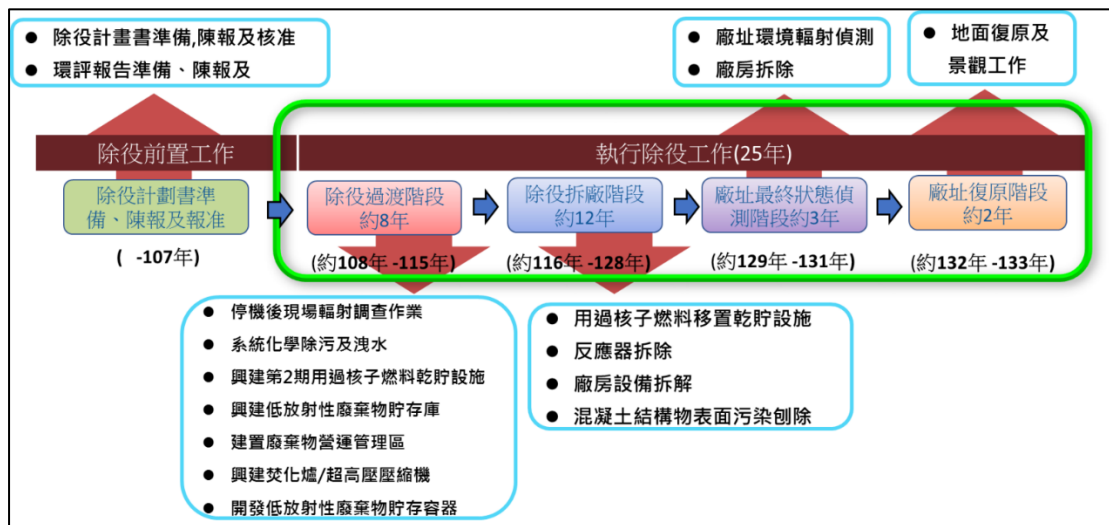 ● 除役計畫書準備,陳報及核准
● 環評報告準備、陳報及
● 廠址環境輻射偵測
● 廠房拆除
● 地面復原及
景觀工作
除役前置工作
執行除役工作(25年)
除役計劃書準
備、陳報及報准
除役過渡階段
約8年
除役拆廠階段
約12年
廠址最終狀態偵
測階段約3年
廠址復原階段
約2年
( -107年)
(約108年 -115年)
(約116年 -128年)
(約129年 -131年)
(約132年 -133年)
● 停機後現場輻射調查作業
● 系統化學除污及洩水
● 興建第2期用過核子燃料乾貯設施
● 興建低放射性廢棄物貯存庫
● 建置廢棄物營運管理區
● 興建焚化爐/超高壓壓縮機
● 開發低放射性廢棄物貯存容器
● 用過核子燃料移置乾貯設施
● 反應器拆除
● 廠房設備拆解
● 混凝土結構物表面污染刨除